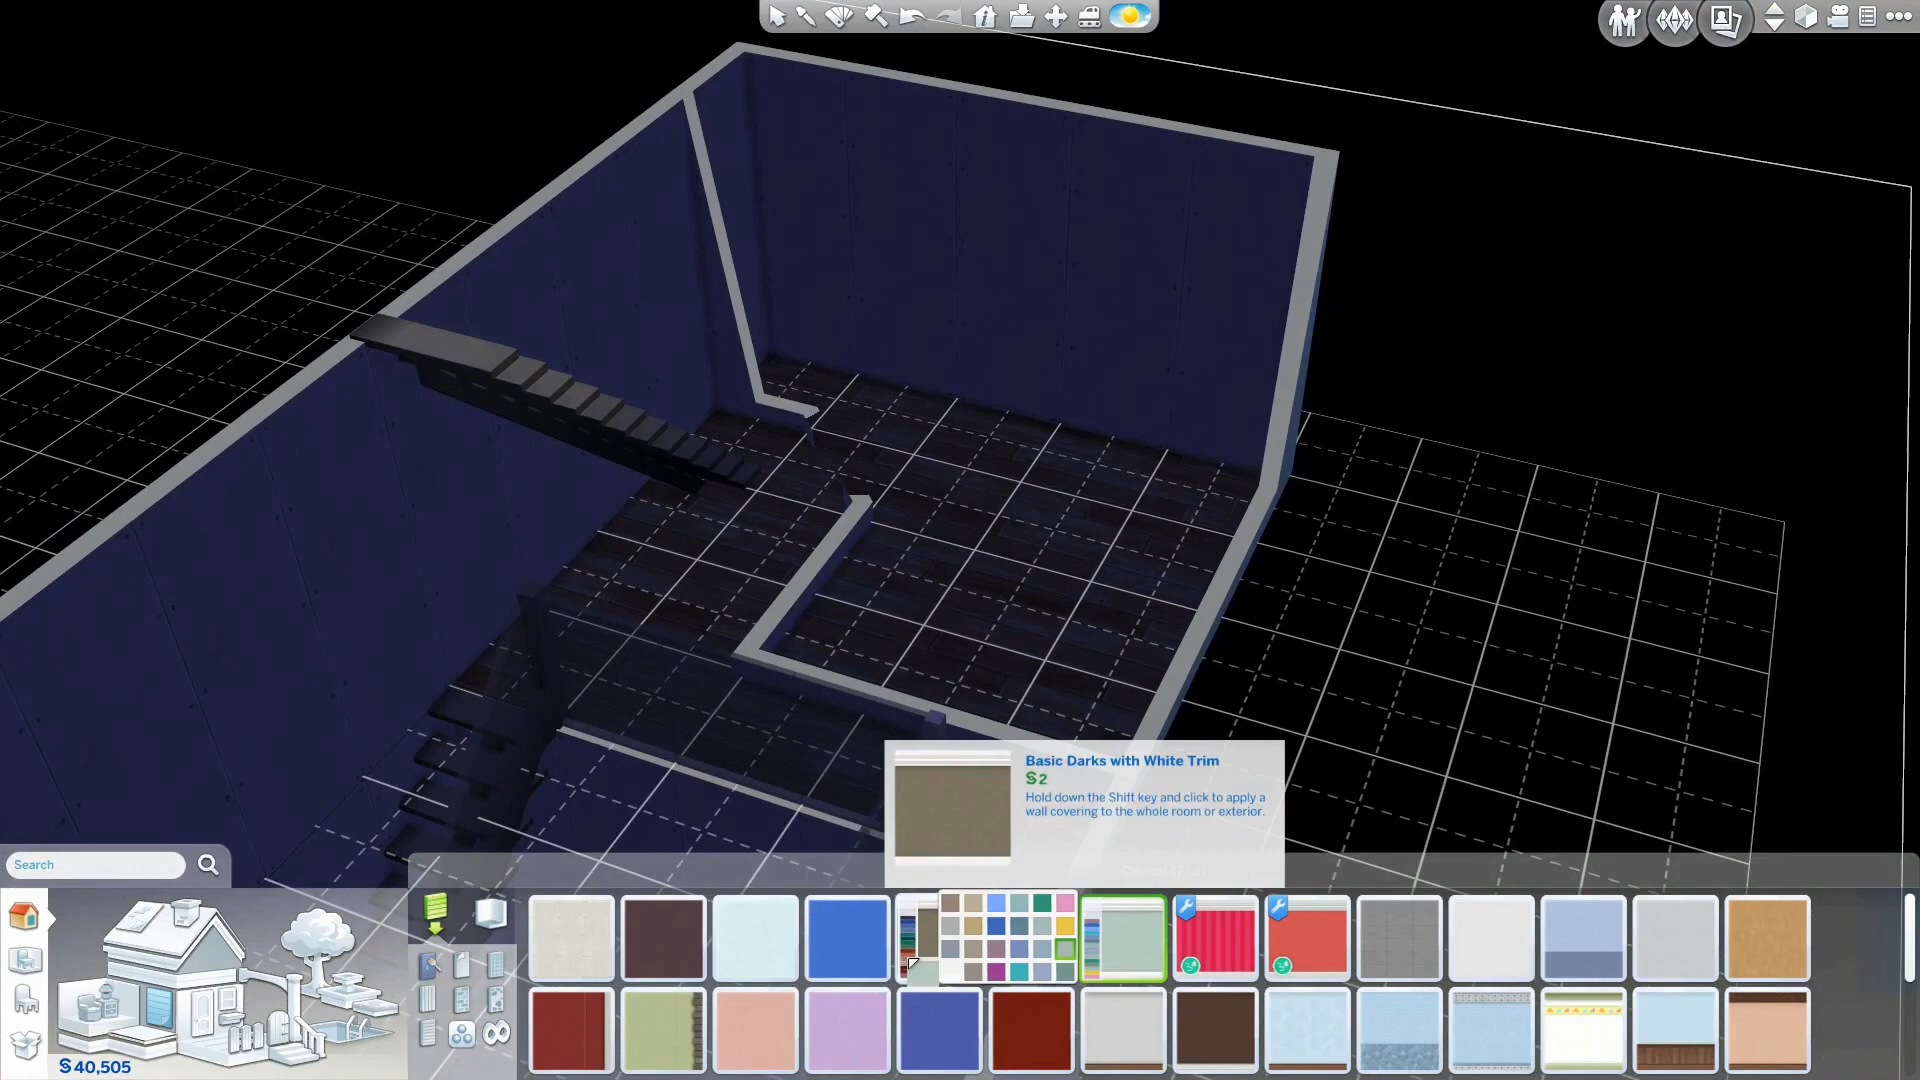 Basic Darks with White Trim
§2
Hold down the Shift key and click to apply a
wall covering to the whole room or exterior.
Search
§40,505